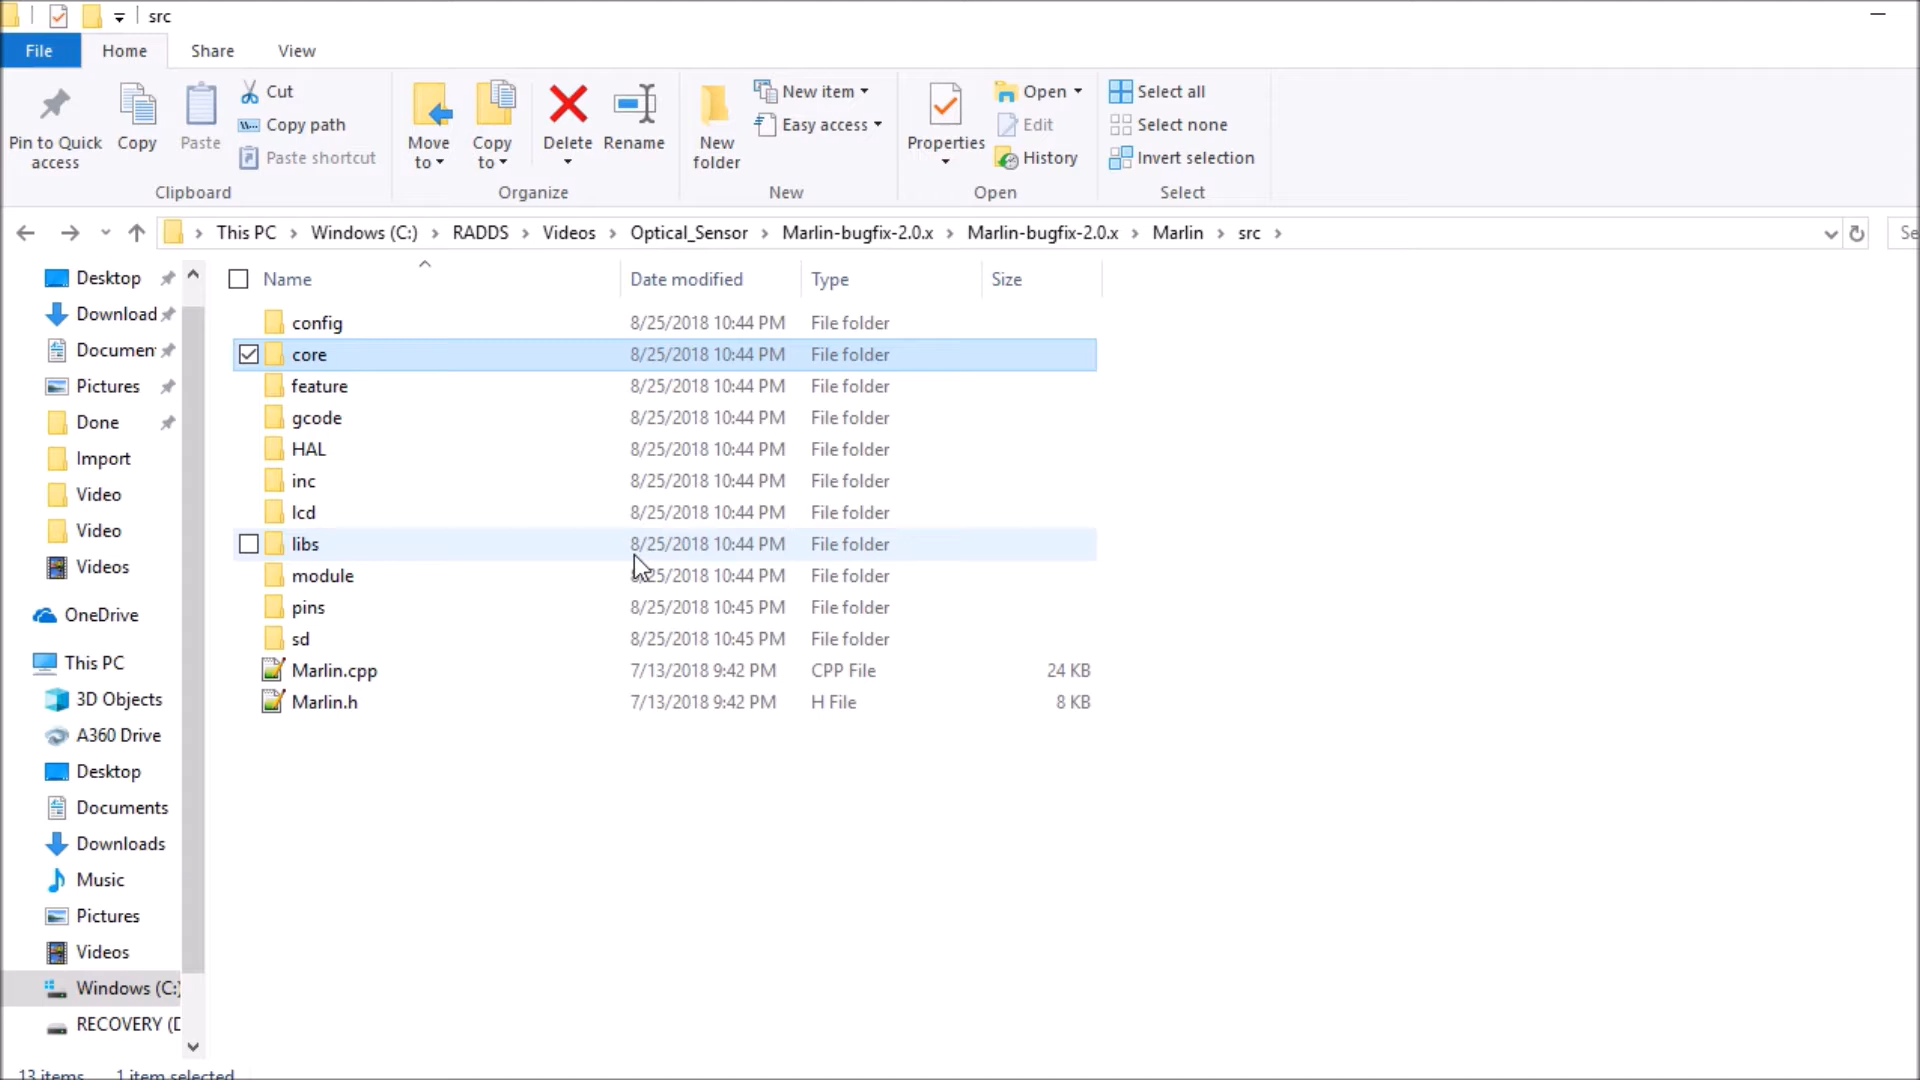 src
File Home Share View
Pin to Quick access
Copy
Paste
Cut
Copy path
Paste shortcut
Clipboard
Move to
Copy to
Delete
Rename
Organize
New folder
New item
Easy access
New
Properties
Open
Edit
History
Open
Select all
Select none
Invert selection
Select
This PC > Windows (C:) > RADDS > Videos > Optical_Sensor > Marlin-bugfix-2.0.x > Marlin-bugfix-2.0.x > Marlin > src >
Se
Desktop
Download
Documen
Pictures
Done
Import
Video
Video
Videos
OneDrive
This PC
3D Objects
A360 Drive
Desktop
Documents
Downloads
Music
Pictures
Videos
Windows (C:)
RECOVERY (D
Name Date modified Type Size
config 8/25/2018 10:44 PM File folder
core 8/25/2018 10:44 PM File folder
feature 8/25/2018 10:44 PM File folder
gcode 8/25/2018 10:44 PM File folder
HAL 8/25/2018 10:44 PM File folder
inc 8/25/2018 10:44 PM File folder
lcd 8/25/2018 10:44 PM File folder
libs 8/25/2018 10:44 PM File folder
module 8/25/2018 10:44 PM File folder
pins 8/25/2018 10:45 PM File folder
sd 8/25/2018 10:45 PM File folder
Marlin.cpp 7/13/2018 9:42 PM CPP File 24 KB
Marlin.h 7/13/2018 9:42 PM H File 8 KB
13 items 1 item selected